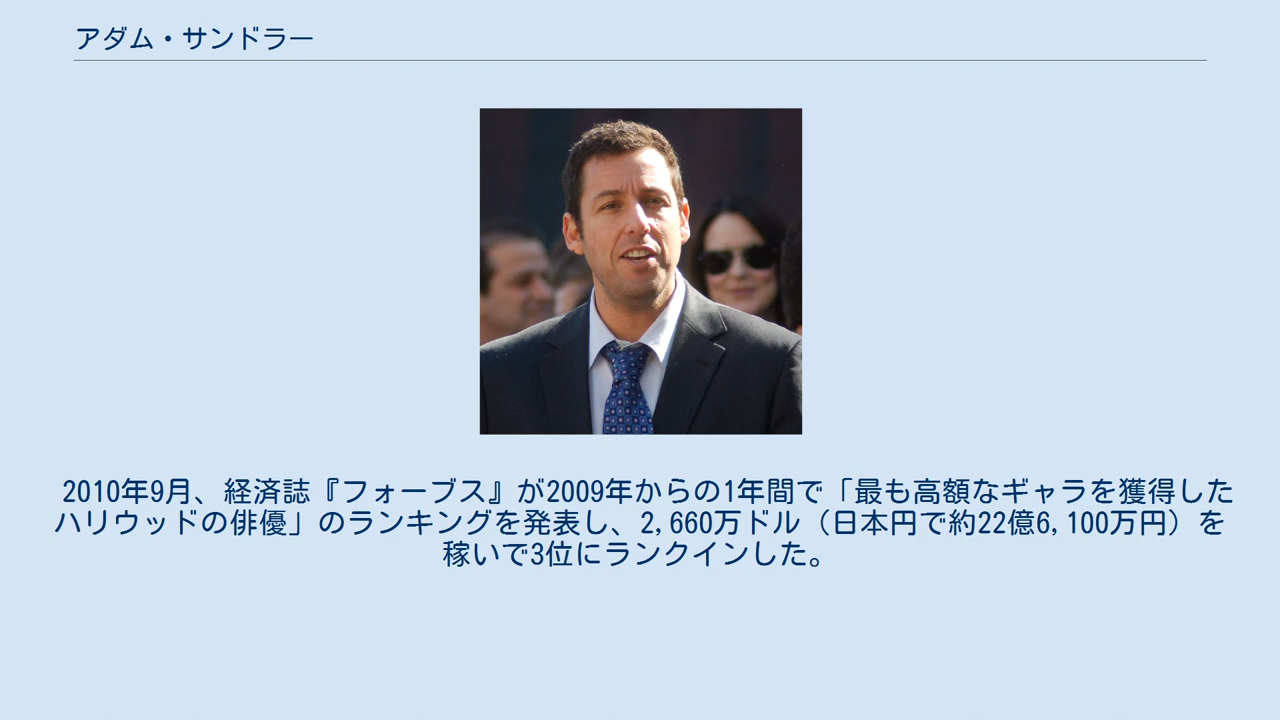 アダム・サンドラー
2010年9月、経済誌『フォーブス』が2009年からの1年間で「最も高額なギャラを獲得した
ハリウッドの俳優」のランキングを発表し、2,660万ドル（日本円で約22億6,100万円）を
稼いで3位にランクインした。